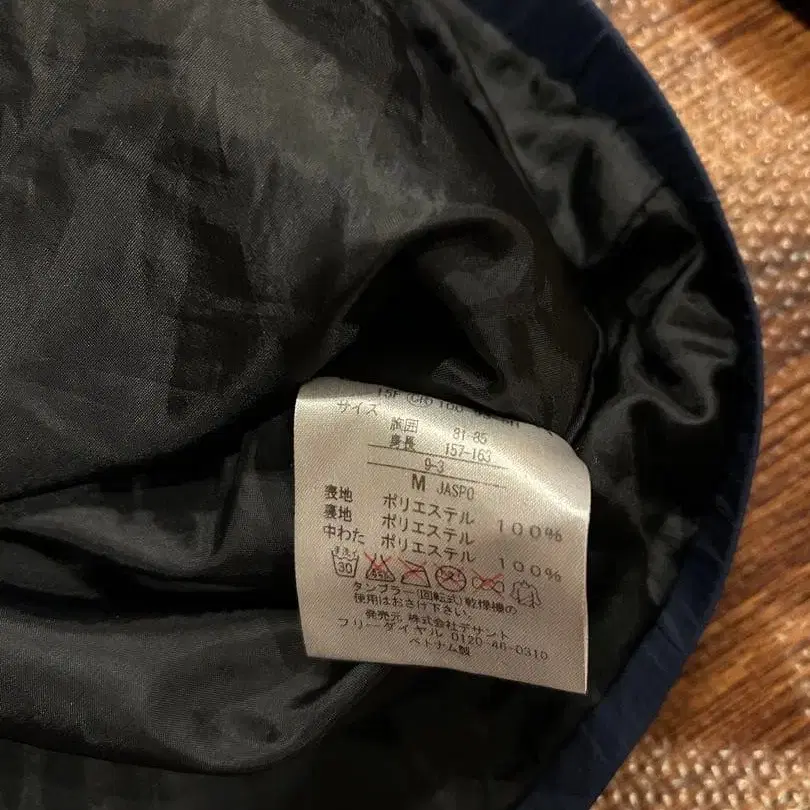 サイズ
胸囲 81-85
身長 157-163
9-3
M JASPO
表地 ポリエステル 100%
裏地 ポリエステル
中わた ポリエステル 100%
30
タンブラー(回転式)乾燥機の
使用はおさけ下さい
発売元 株式会社デサント
フリーダイヤル 0120-46-0310
ベトナム製